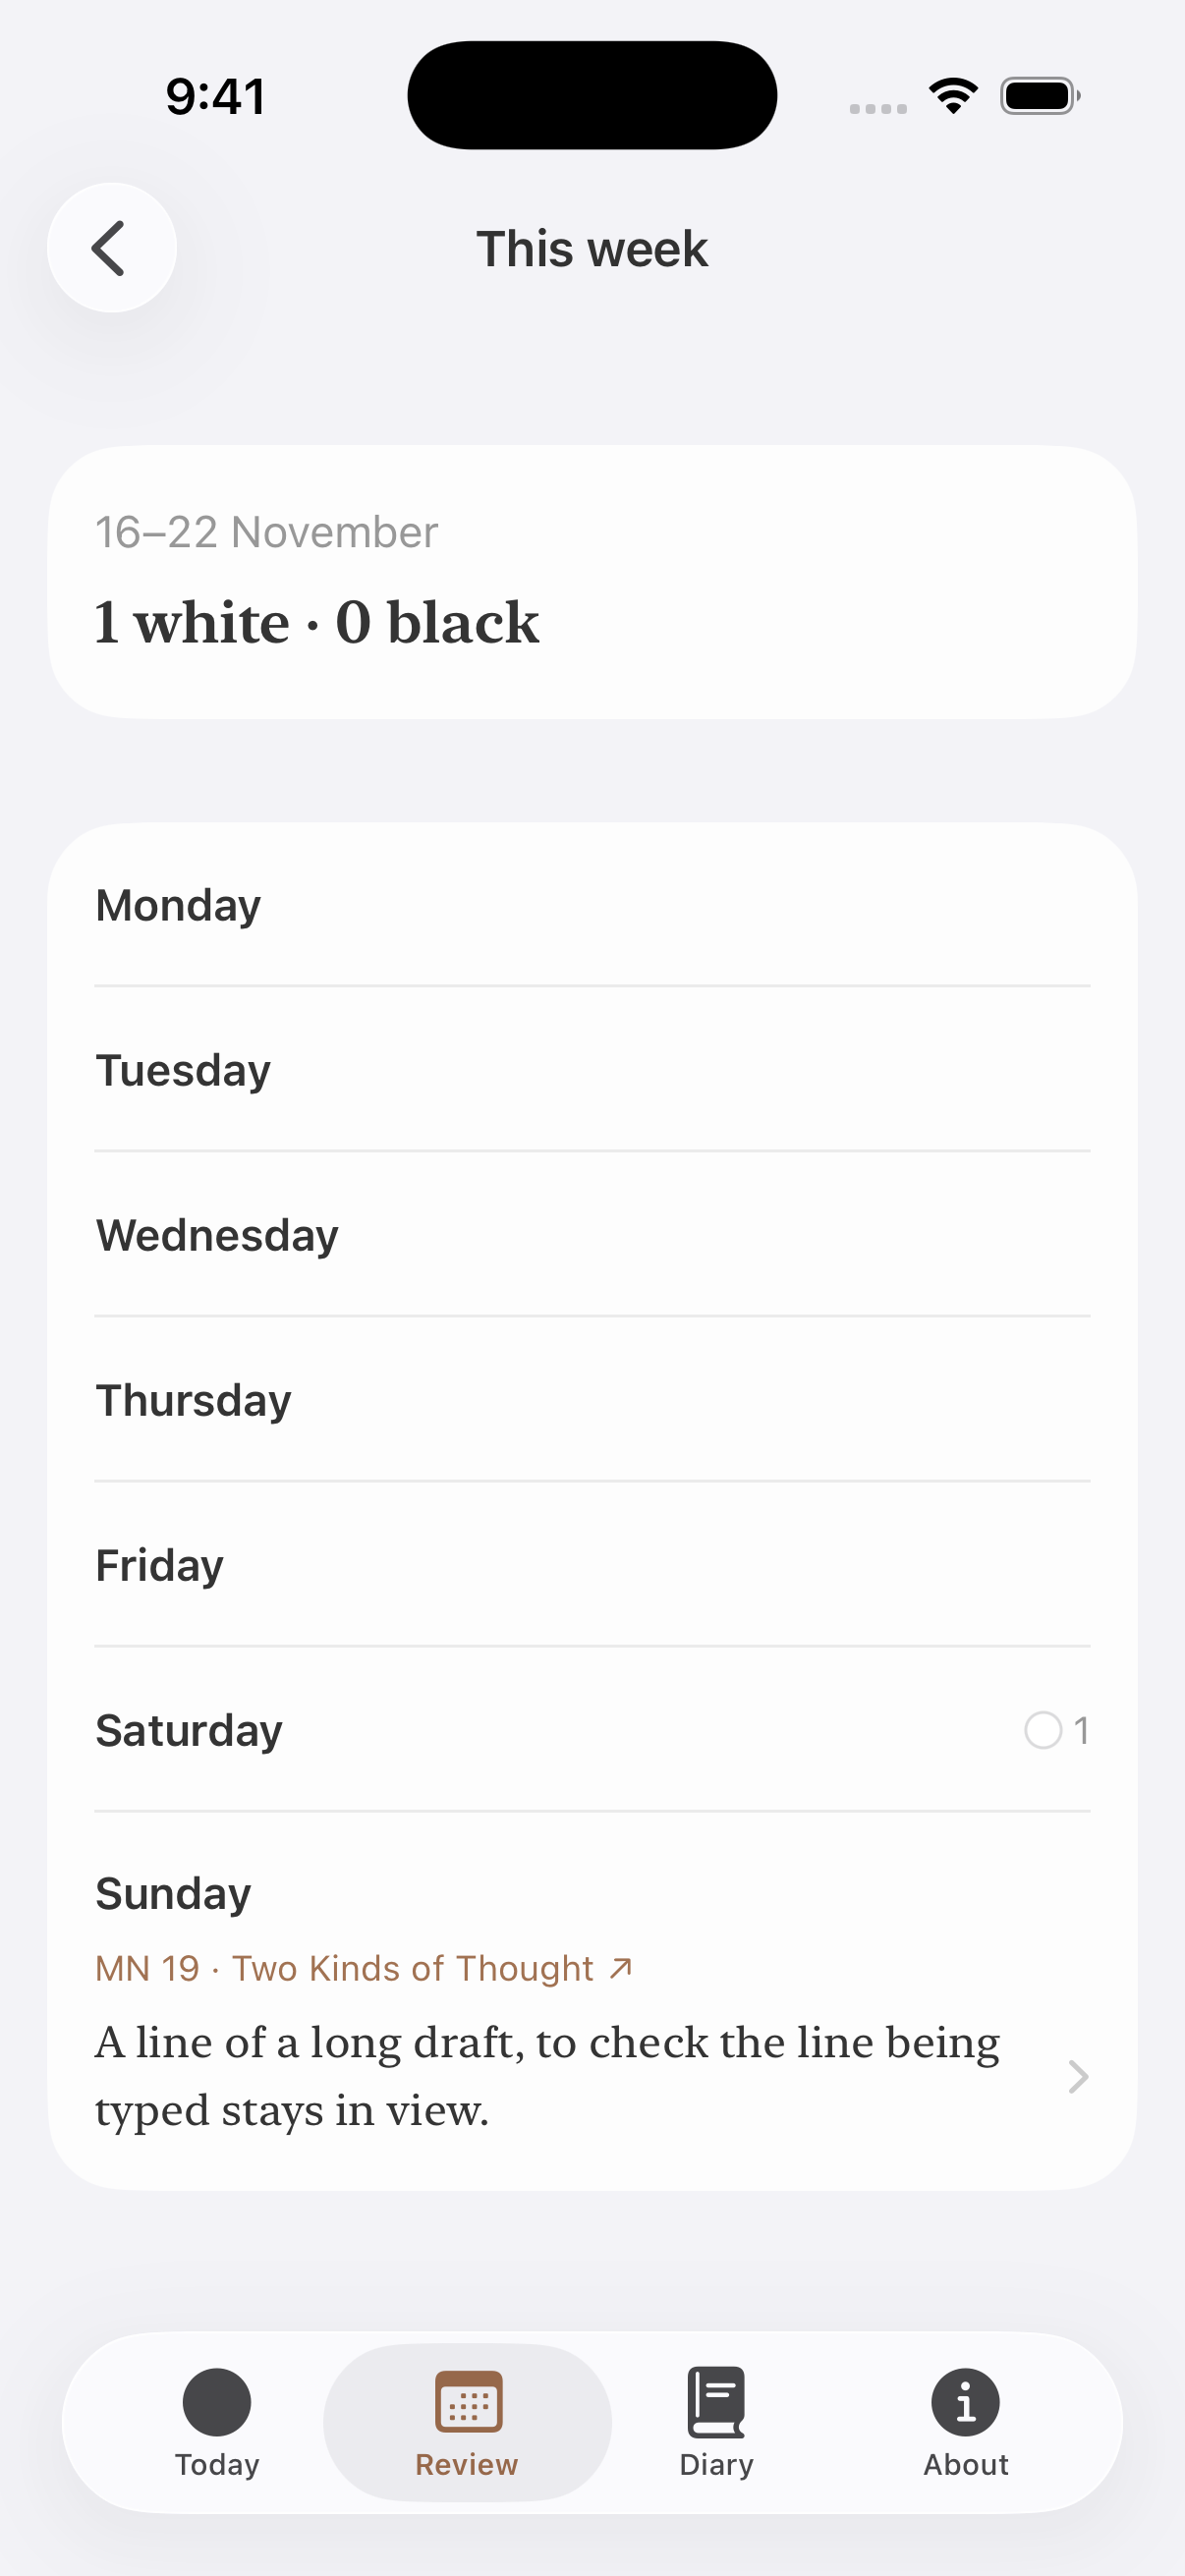 9:41
This week
16–22 November
1 white · 0 black
Monday
Tuesday
Wednesday
Thursday
Friday
Saturday 1
Sunday
MN 19 · Two Kinds of Thought ↗
A line of a long draft, to check the line being
typed stays in view.
Today Review Diary About